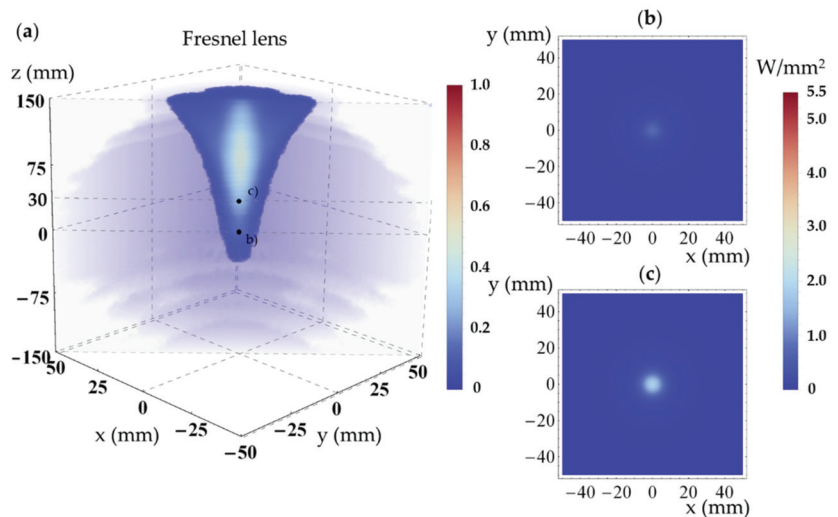 (a)
Fresnel lens
z (mm)
150
75
30
0
−75
−150
c)
b)
50
25
0
−25
−50
x (mm)
−25
0
25
50
y (mm)
1.0
0.8
0.6
0.4
0.2
0
(b)
y (mm)
40
20
0
−20
−40
−40 −20 0 20 40
x (mm)
W/mm²
5.5
5.0
4.0
3.0
2.0
1.0
0
(c)
y (mm)
40
20
0
−20
−40
−40 −20 0 20 40
x (mm)